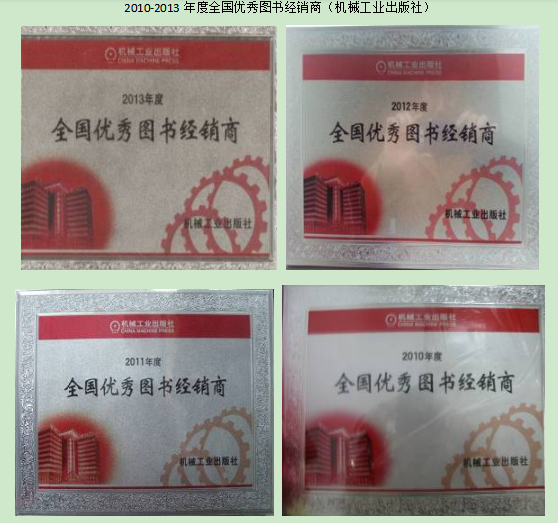 2010-2013 年度全国优秀图书经销商（机械工业出版社）
机械工业出版社
CHINA MACHINE PRESS
2013年度
全国优秀图书经销商
机械工业出版社
机械工业出版社
CHINA MACHINE PRESS
2012年度
全国优秀图书经销商
机械工业出版社
机械工业出版社
CHINA MACHINE PRESS
2011年度
全国优秀图书经销商
机械工业出版社
机械工业出版社
CHINA MACHINE PRESS
2010年度
全国优秀图书经销商
机械工业出版社